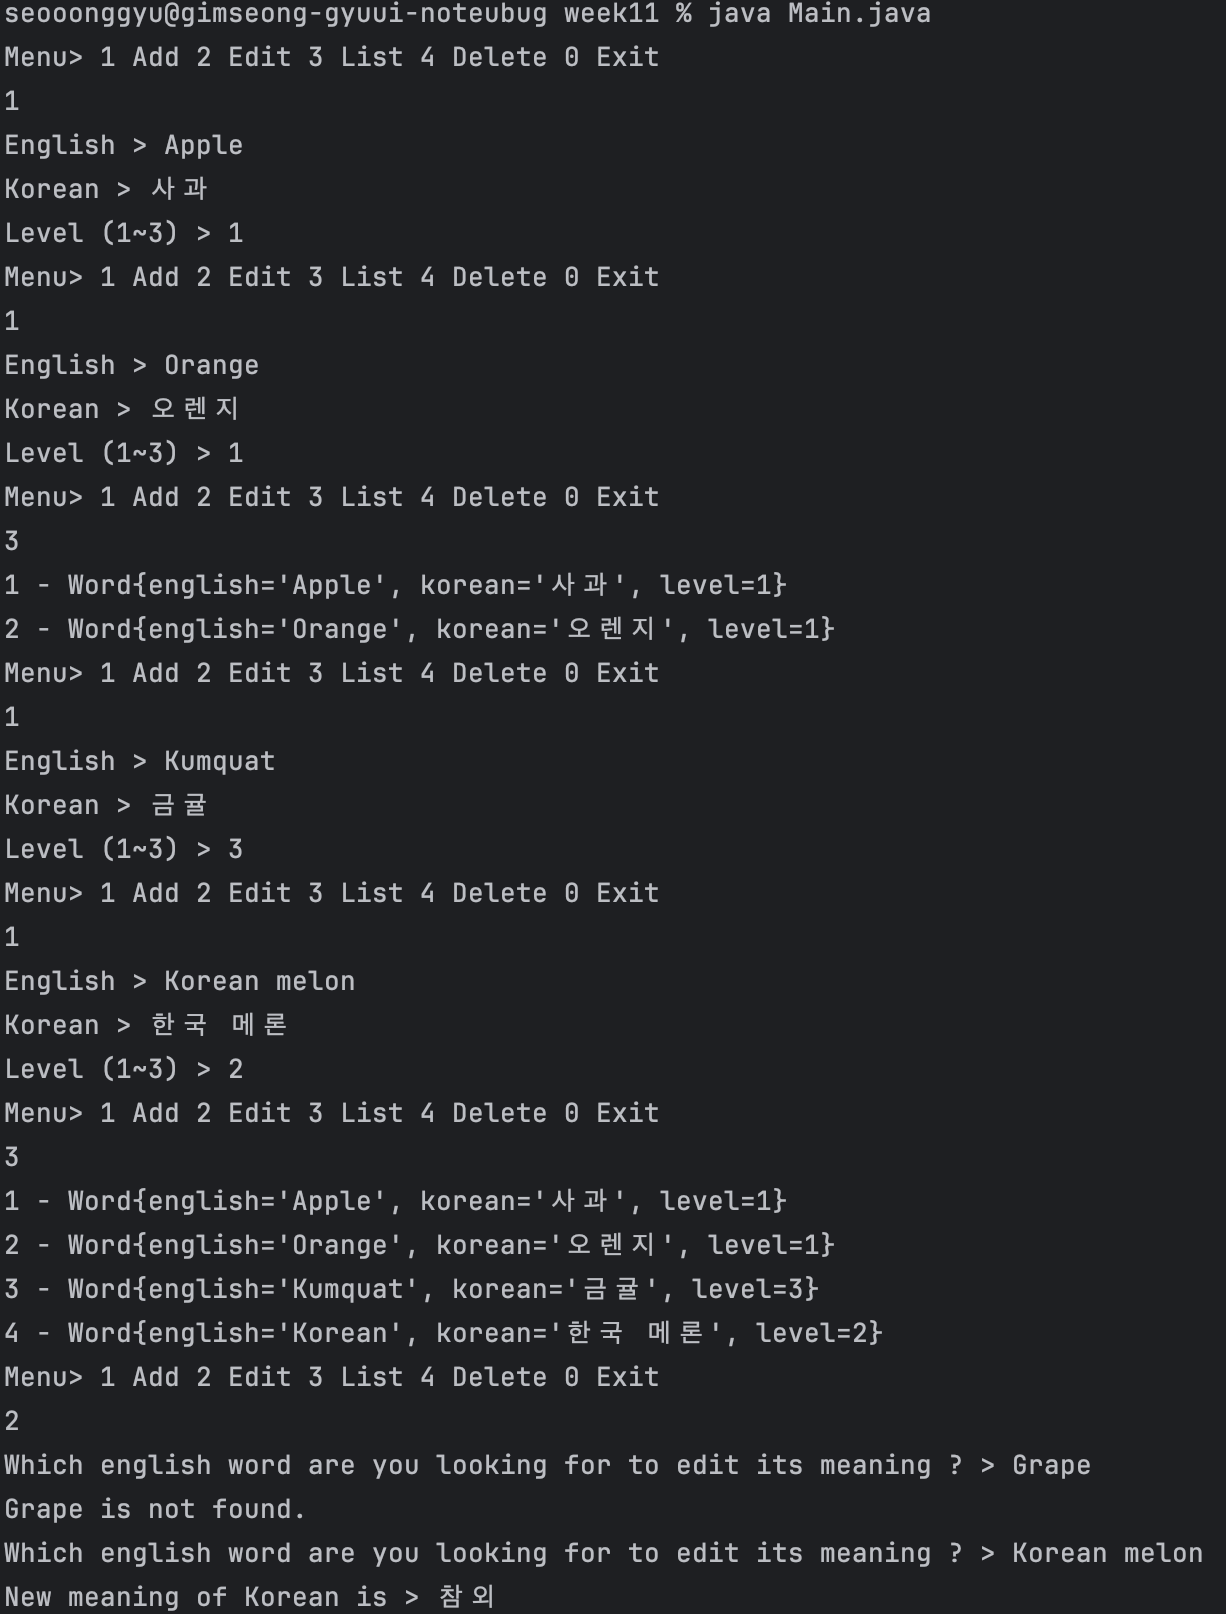 seooonggyu@gimseong-gyuui-noteubug week11 % java Main.java
Menu> 1 Add 2 Edit 3 List 4 Delete 0 Exit
1
English > Apple
Korean > 사과
Level (1~3) > 1
Menu> 1 Add 2 Edit 3 List 4 Delete 0 Exit
1
English > Orange
Korean > 오렌지
Level (1~3) > 1
Menu> 1 Add 2 Edit 3 List 4 Delete 0 Exit
3
1 - Word{english='Apple', korean='사과', level=1}
2 - Word{english='Orange', korean='오렌지', level=1}
Menu> 1 Add 2 Edit 3 List 4 Delete 0 Exit
1
English > Kumquat
Korean > 금귤
Level (1~3) > 3
Menu> 1 Add 2 Edit 3 List 4 Delete 0 Exit
1
English > Korean melon
Korean > 한국 메론
Level (1~3) > 2
Menu> 1 Add 2 Edit 3 List 4 Delete 0 Exit
3
1 - Word{english='Apple', korean='사과', level=1}
2 - Word{english='Orange', korean='오렌지', level=1}
3 - Word{english='Kumquat', korean='금귤', level=3}
4 - Word{english='Korean', korean='한국 메론', level=2}
Menu> 1 Add 2 Edit 3 List 4 Delete 0 Exit
2
Which english word are you looking for to edit its meaning ? > Grape
Grape is not found.
Which english word are you looking for to edit its meaning ? > Korean melon
New meaning of Korean is > 참외